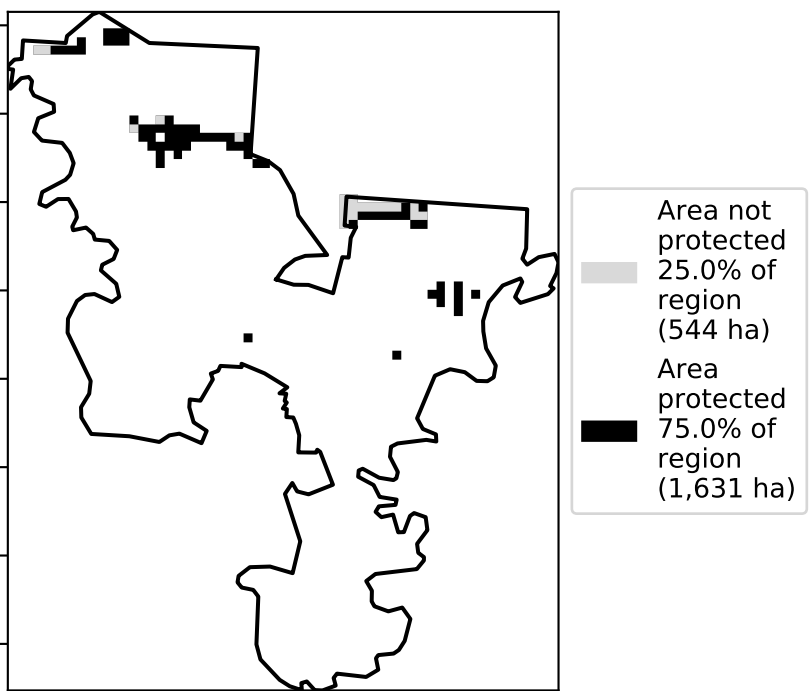 Area not
protected
25.0% of
region
(544 ha)
Area
protected
75.0% of
region
(1,631 ha)